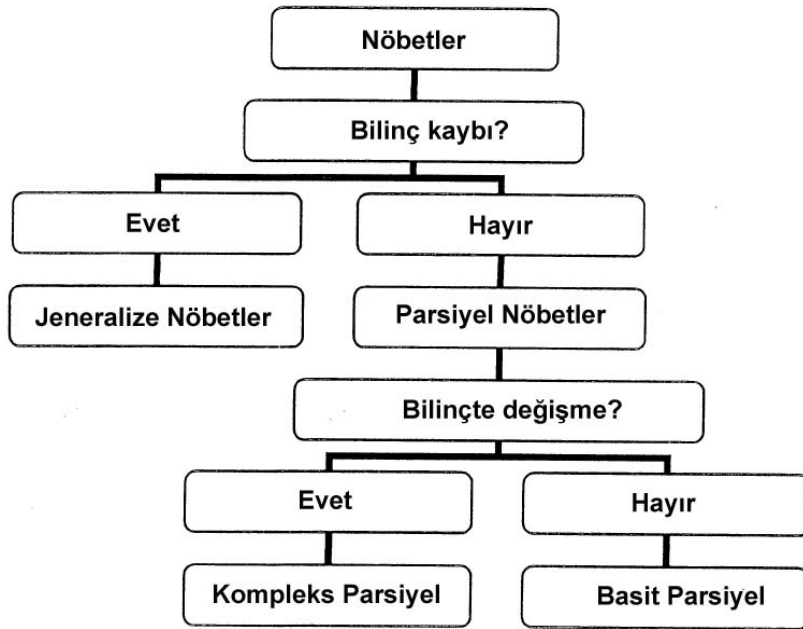 Nöbetler
Bilinç kaybı?
Evet
Hayır
Jeneralize Nöbetler
Parsiyel Nöbetler
Bilinçte değişme?
Evet
Hayır
Kompleks Parsiyel
Basit Parsiyel